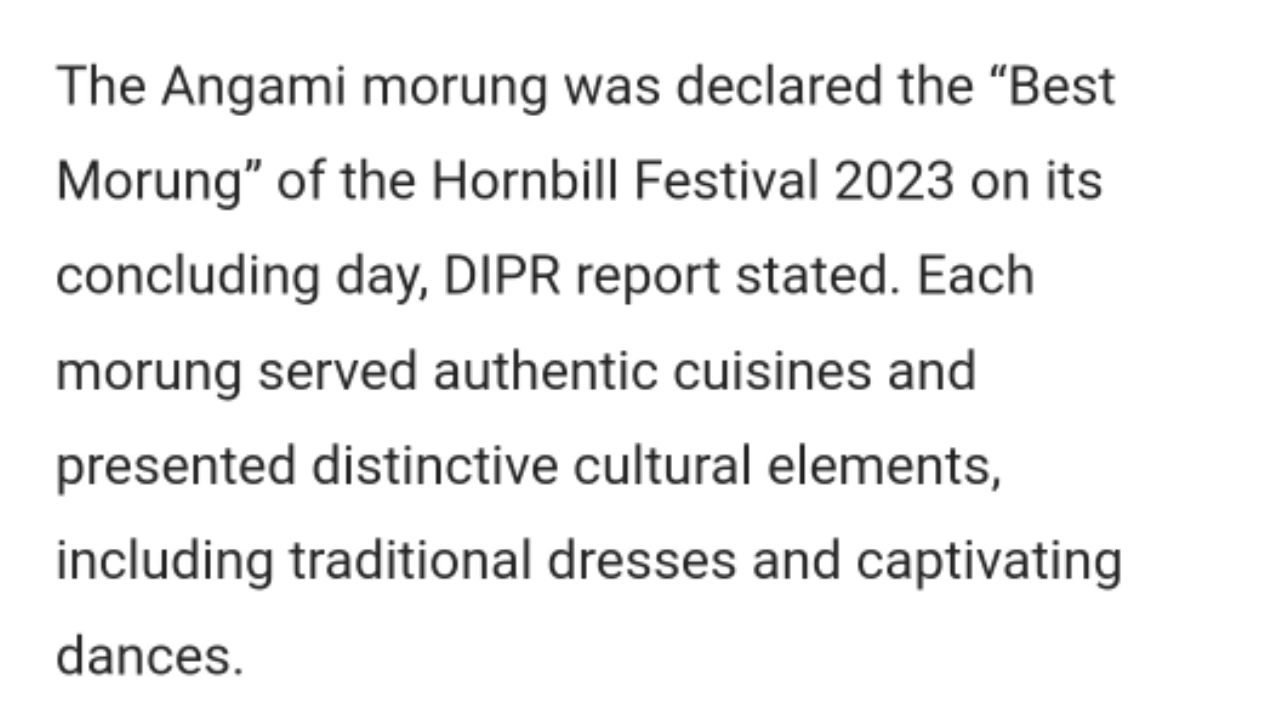 The Angami morung was declared the “Best
Morung” of the Hornbill Festival 2023 on its
concluding day, DIPR report stated. Each
morung served authentic cuisines and
presented distinctive cultural elements,
including traditional dresses and captivating
dances.